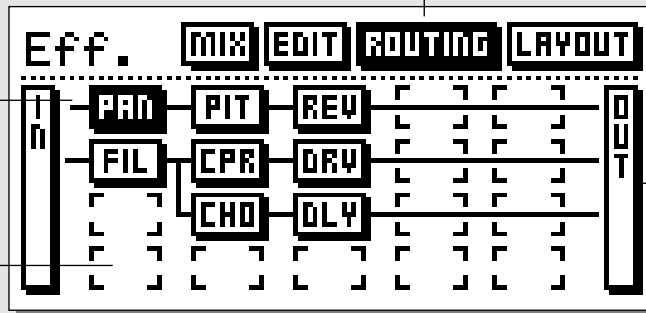 Eff. MIX EDIT ROUTING LAYOUT
IN PAN PIT REV OUT
FIL CPR DRV
CHO DLY